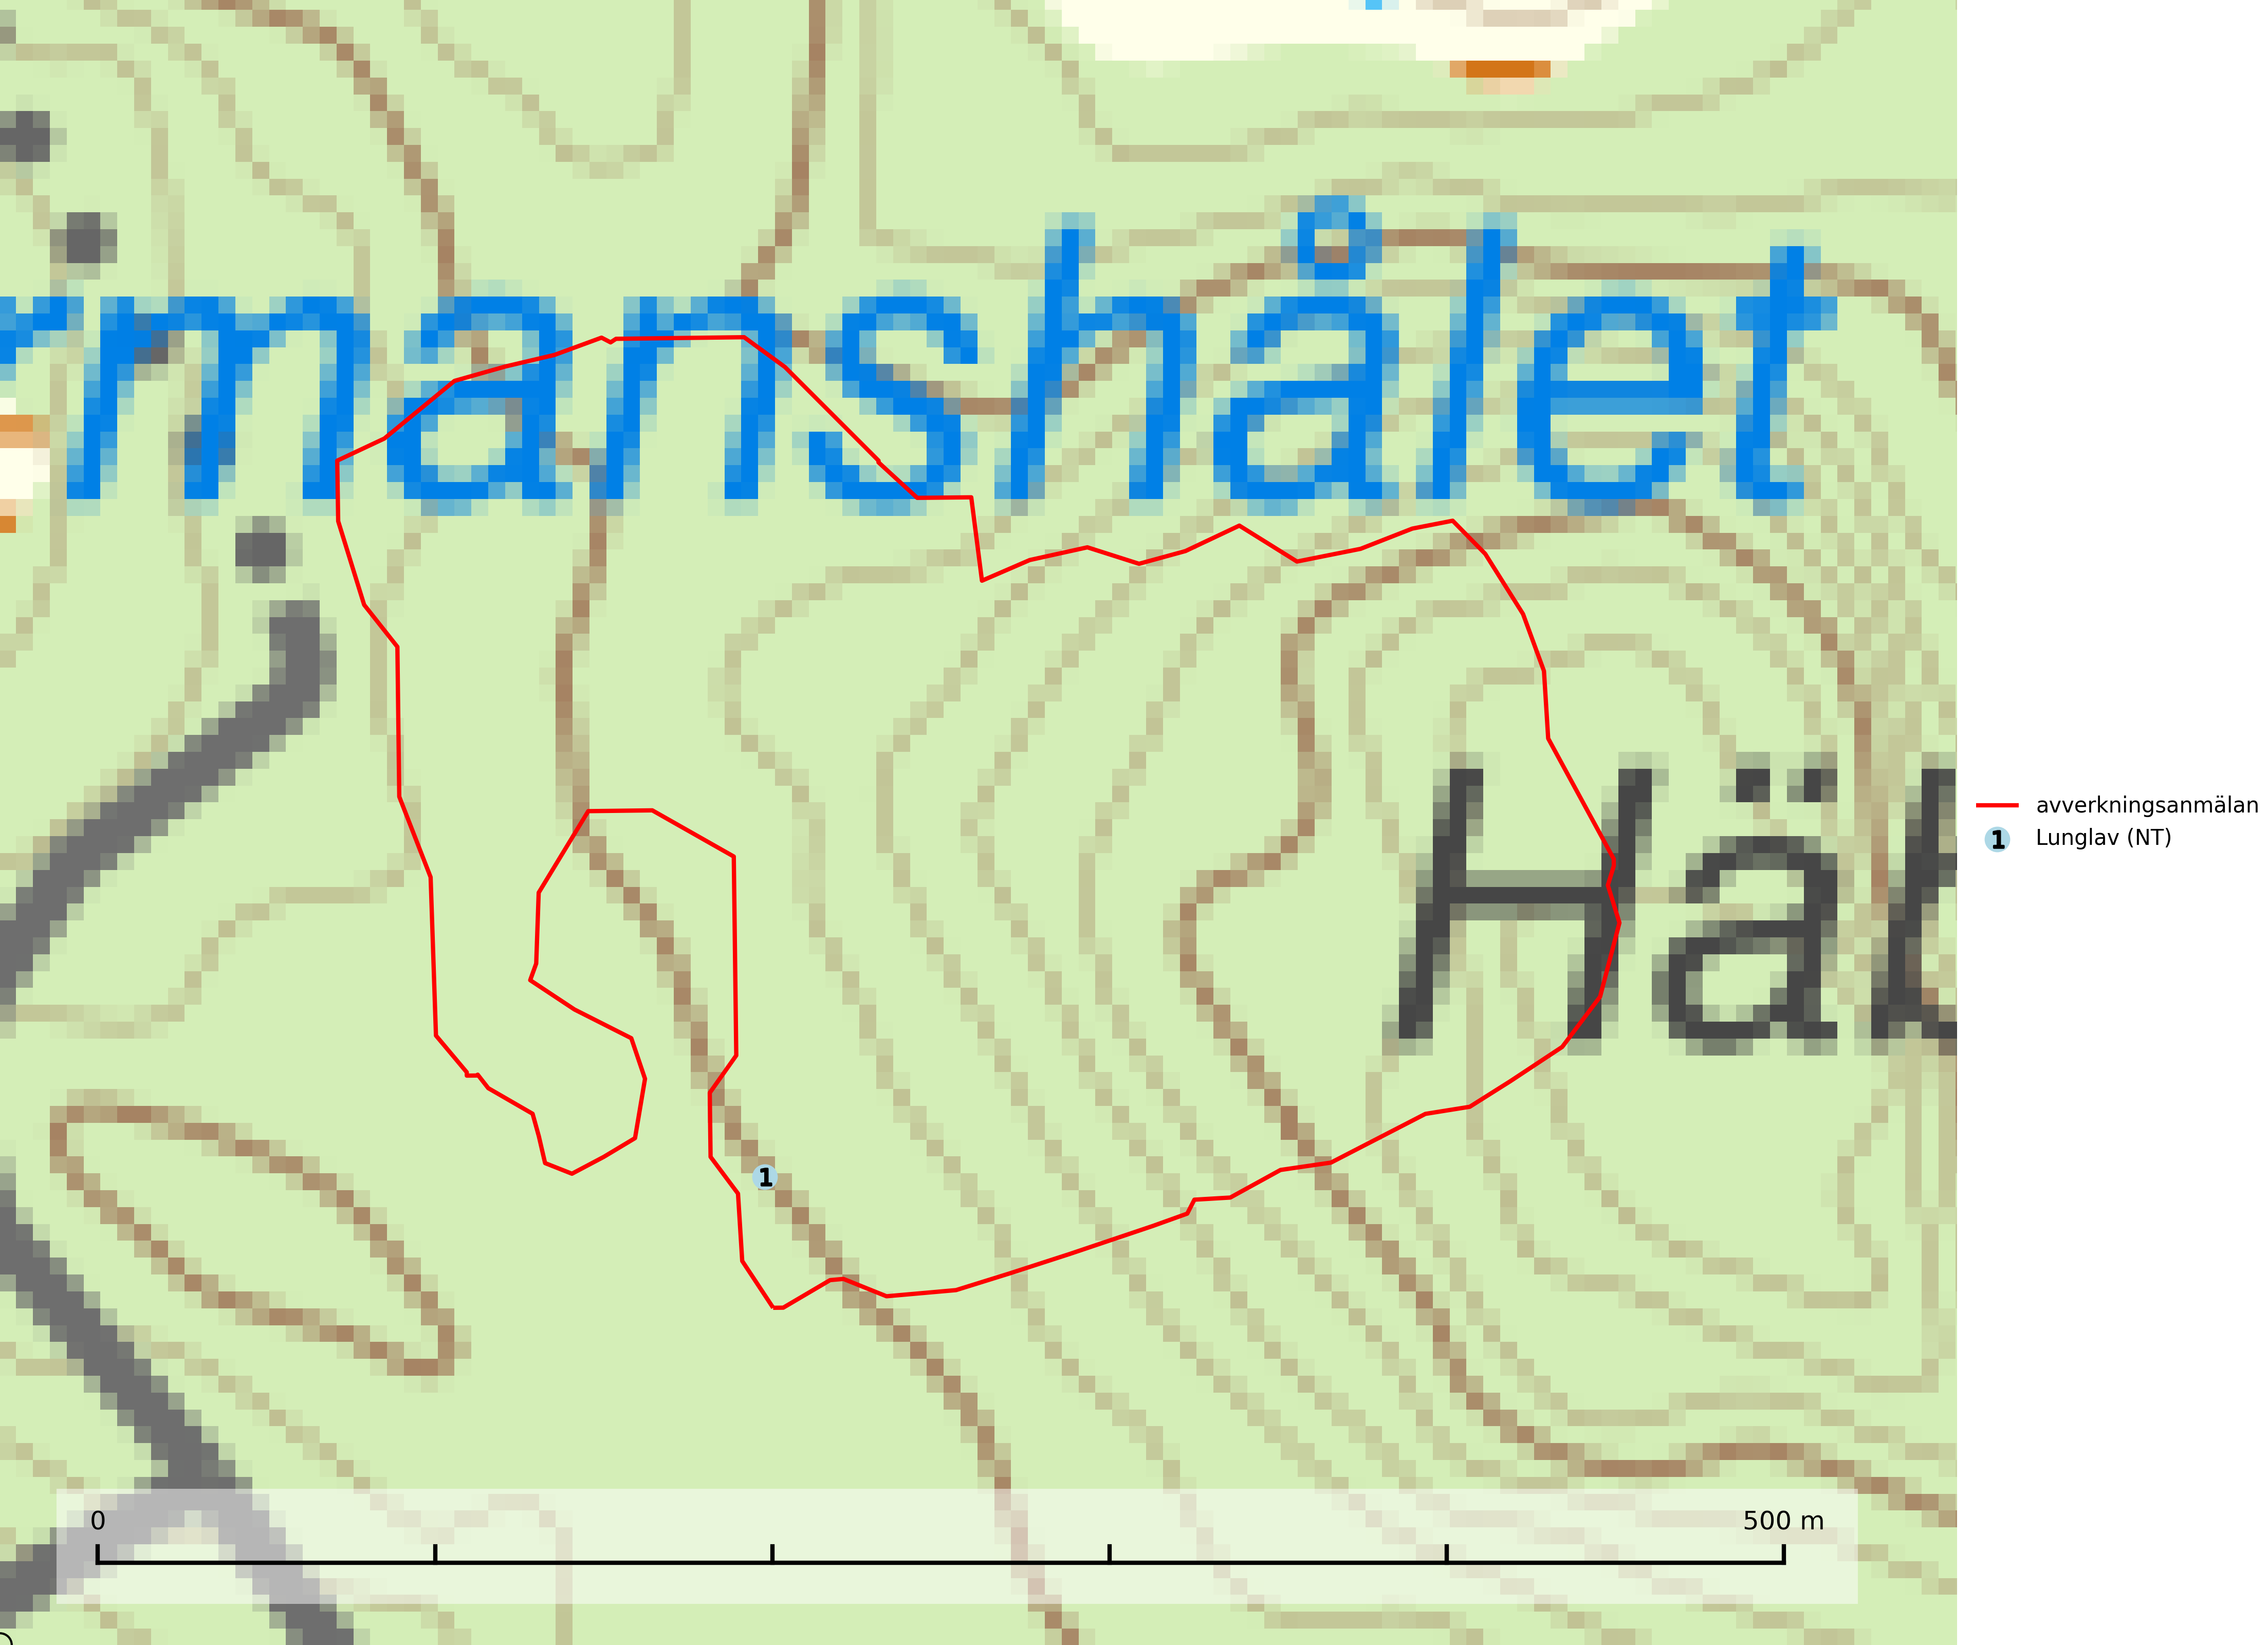 rmanshålet
Häl
1
0
500 m
avverkningsanmälan
1 Lunglav (NT)